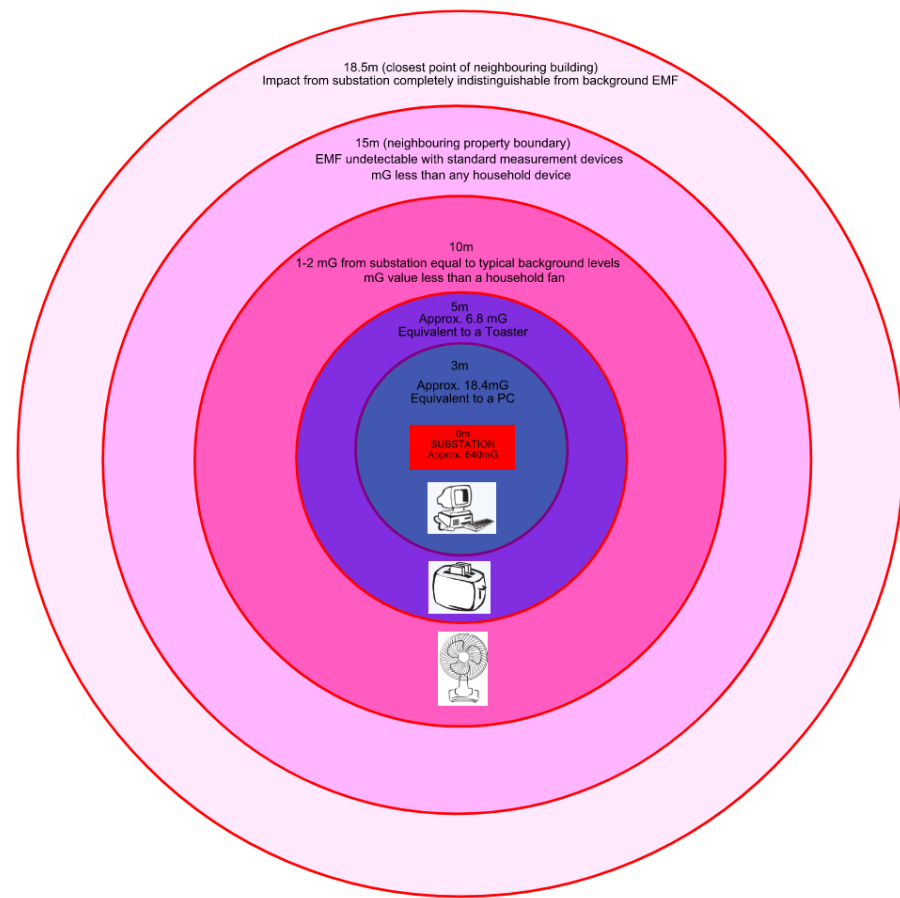 18.5m (closest point of neighbouring building)
Impact from substation completely indistinguishable from background EMF
15m (neighbouring property boundary)
EMF undetectable with standard measurement devices
mG less than any household device
10m
1-2 mG from substation equal to typical background levels
mG value less than a household fan
5m
Approx. 6.8 mG
Equivalent to a Toaster
3m
Approx. 18.4mG
Equivalent to a PC
0m
SUBSTATION
Approx. 640mG